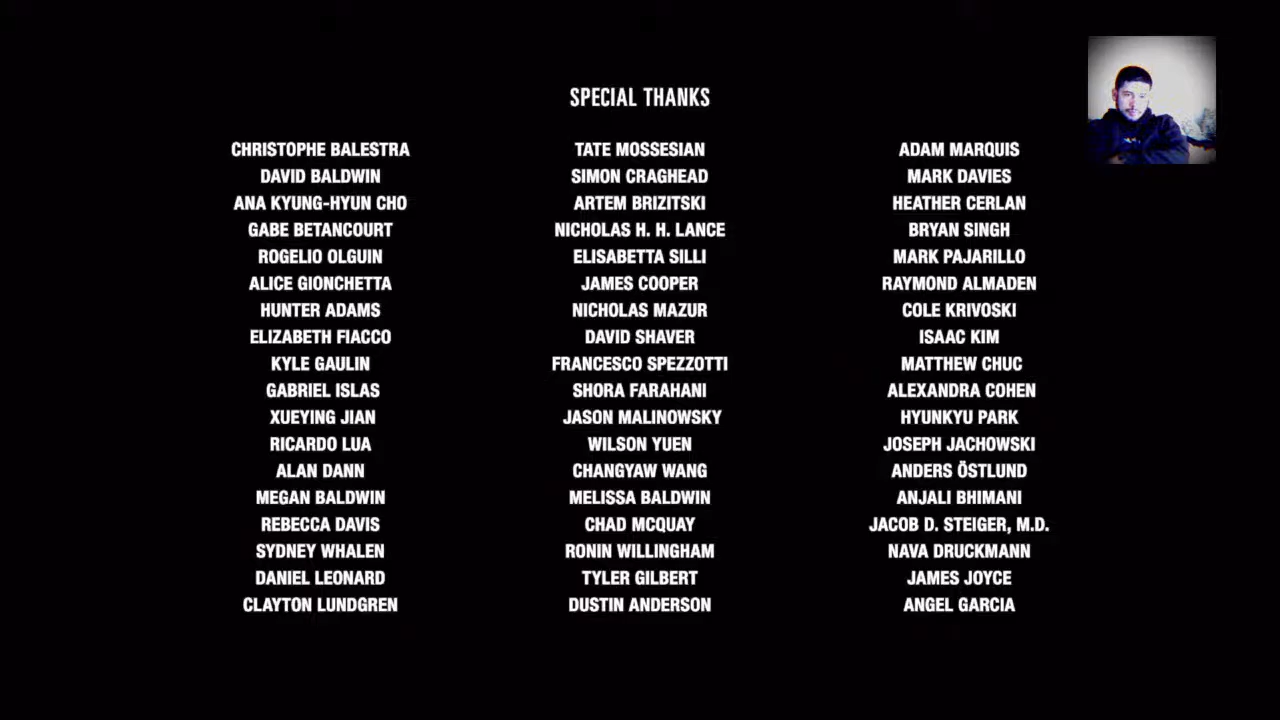 SPECIAL THANKS
CHRISTOPHE BALESTRA
DAVID BALDWIN
ANA KYUNG-HYUN CHO
GABE BETANCOURT
ROGELIO OLGUIN
ALICE GIONCHETTA
HUNTER ADAMS
ELIZABETH FIACCO
KYLE GAULIN
GABRIEL ISLAS
XUEYING JIAN
RICARDO LUA
ALAN DANN
MEGAN BALDWIN
REBECCA DAVIS
SYDNEY WHALEN
DANIEL LEONARD
CLAYTON LUNDGREN
TATE MOSSESIAN
SIMON CRAGHEAD
ARTEM BRIZITSKI
NICHOLAS H. H. LANCE
ELISABETTA SILLI
JAMES COOPER
NICHOLAS MAZUR
DAVID SHAVER
FRANCESCO SPEZZOTTI
SHORA FARAHANI
JASON MALINOWSKY
WILSON YUEN
CHANGYAW WANG
MELISSA BALDWIN
CHAD MCQUAY
RONIN WILLINGHAM
TYLER GILBERT
DUSTIN ANDERSON
ADAM MARQUIS
MARK DAVIES
HEATHER CERLAN
BRYAN SINGH
MARK PAJARILLO
RAYMOND ALMADEN
COLE KRIVOSKI
ISAAC KIM
MATTHEW CHUC
ALEXANDRA COHEN
HYUNKYU PARK
JOSEPH JACHOWSKI
ANDERS ÖSTLUND
ANJALI BHIMANI
JACOB D. STEIGER, M.D.
NAVA DRUCKMANN
JAMES JOYCE
ANGEL GARCIA